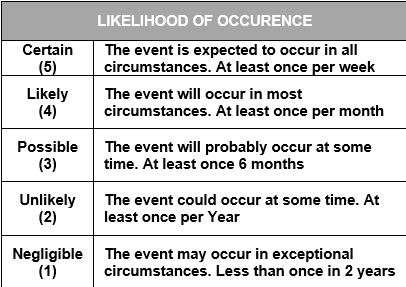 LIKELIHOOD OF OCCURENCE
Certain
(5)
The event is expected to occur in all
circumstances. At least once per week
Likely
(4)
The event will occur in most
circumstances. At least once per month
Possible
(3)
The event will probably occur at some
time. At least once 6 months
Unlikely
(2)
The event could occur at some time. At
least once per Year
Negligible
(1)
The event may occur in exceptional
circumstances. Less than once in 2 years